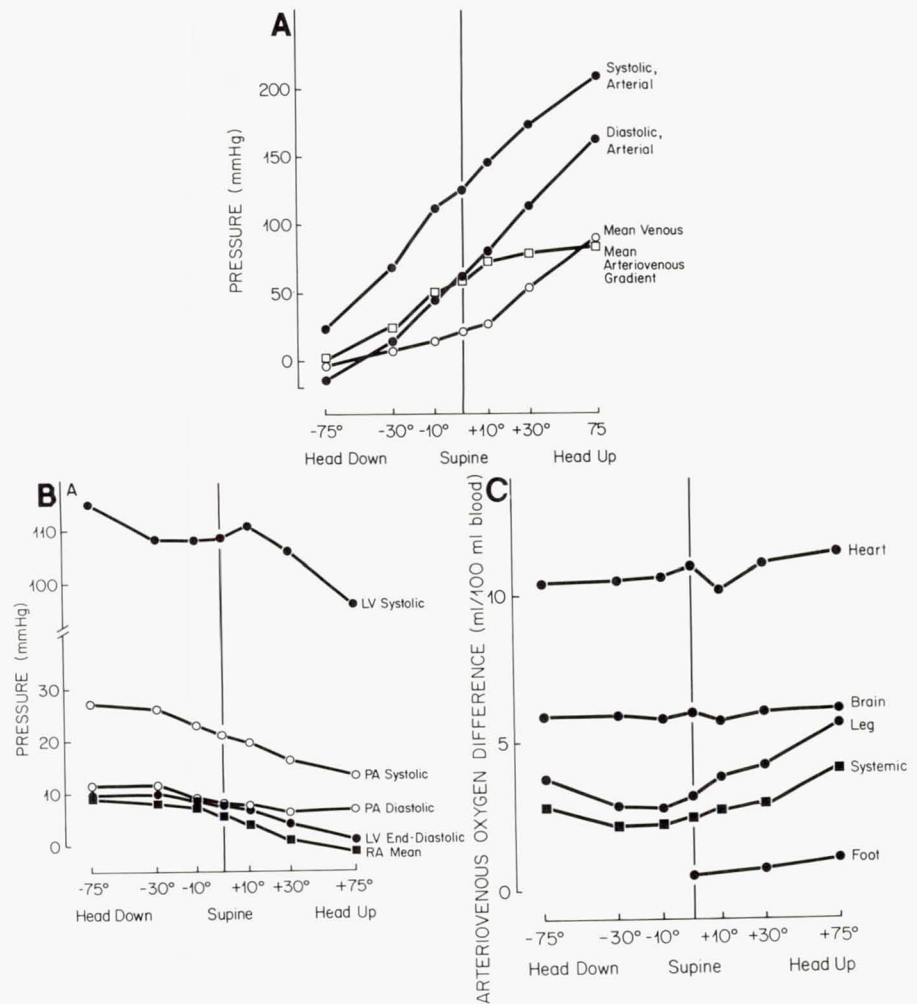 A
PRESSURE (mmHg)
200
150
100
50
0
Systolic,
Arterial
Diastolic,
Arterial
Mean Venous
Mean
Arteriovenous
Gradient
-75° -30° -10° +10° +30° 75
Head Down Supine Head Up
B A
PRESSURE (mmHg)
110
100
30
20
10
0
LV Systolic
PA Systolic
PA Diastolic
LV End-Diastolic
RA Mean
-75° -30° -10° +10° +30° +75°
Head Down Supine Head Up
C
ARTERIOVENOUS OXYGEN DIFFERENCE (ml/100 ml blood)
10
5
0
Heart
Brain
Leg
Systemic
Foot
-75° -30° -10° +10° +30° +75°
Head Down Supine Head Up